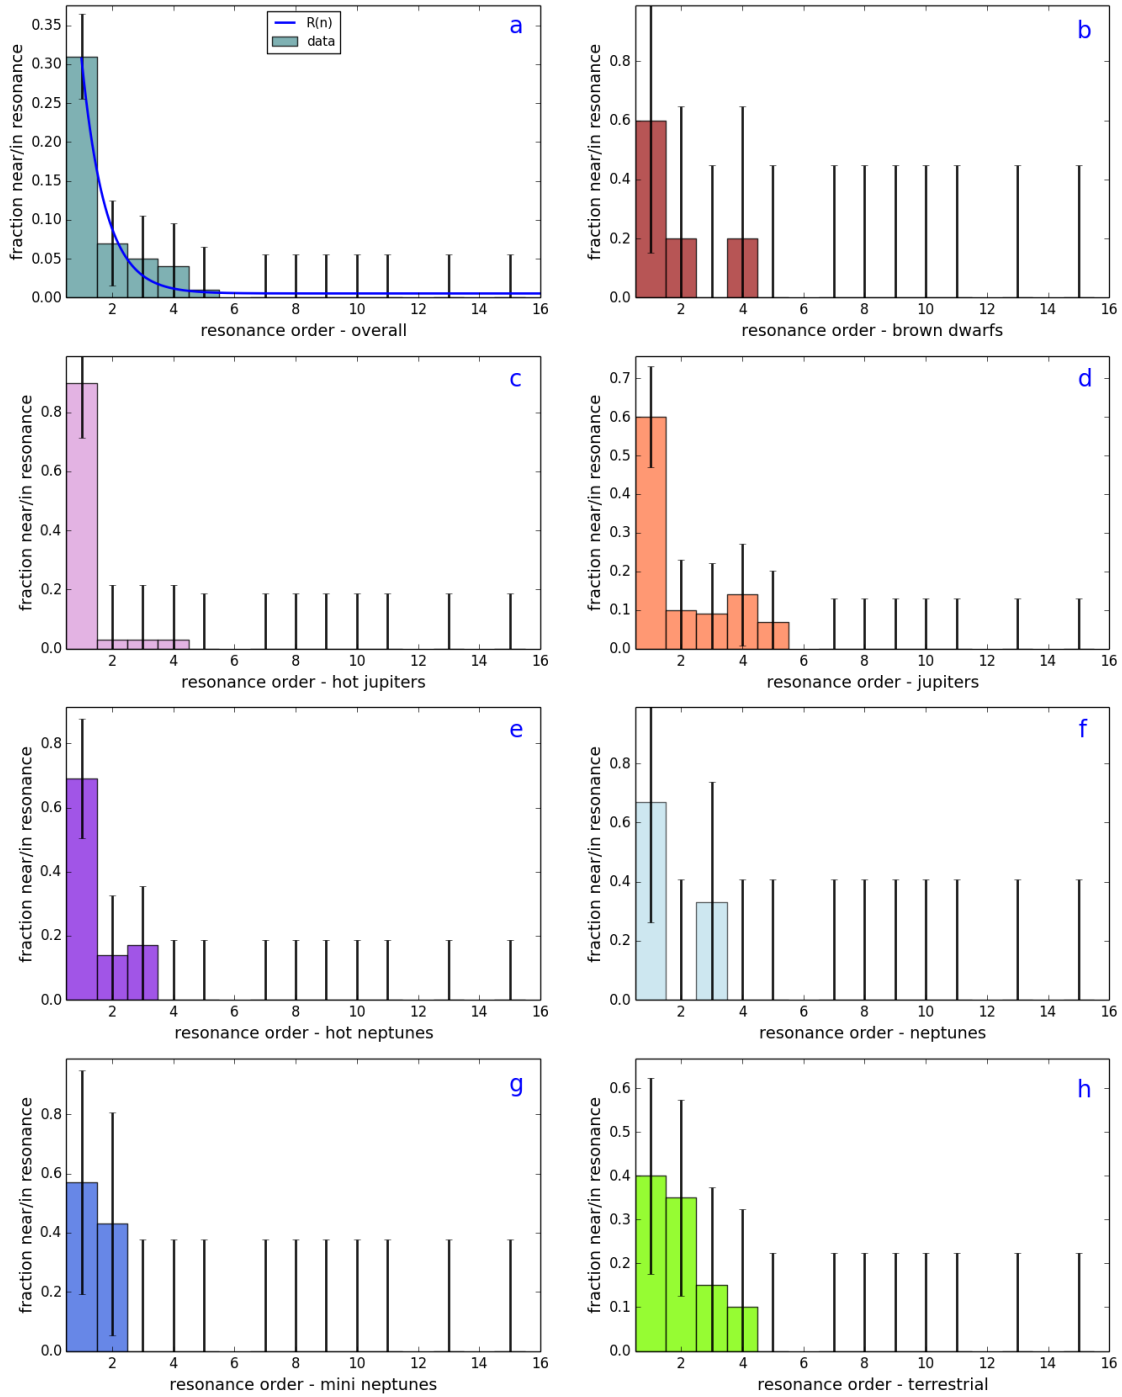 a
R(n)
data
fraction near/in resonance
0.35
0.30
0.25
0.20
0.15
0.10
0.05
0.00
2 4 6 8 10 12 14 16
resonance order - overall
b
fraction near/in resonance
0.8
0.6
0.4
0.2
0.0
2 4 6 8 10 12 14 16
resonance order - brown dwarfs
c
fraction near/in resonance
0.8
0.6
0.4
0.2
0.0
2 4 6 8 10 12 14 16
resonance order - hot jupiters
d
fraction near/in resonance
0.7
0.6
0.5
0.4
0.3
0.2
0.1
0.0
2 4 6 8 10 12 14 16
resonance order - jupiters
e
fraction near/in resonance
0.8
0.6
0.4
0.2
0.0
2 4 6 8 10 12 14 16
resonance order - hot neptunes
f
fraction near/in resonance
0.8
0.6
0.4
0.2
0.0
2 4 6 8 10 12 14 16
resonance order - neptunes
g
fraction near/in resonance
0.8
0.6
0.4
0.2
0.0
2 4 6 8 10 12 14 16
resonance order - mini neptunes
h
fraction near/in resonance
0.6
0.5
0.4
0.3
0.2
0.1
0.0
2 4 6 8 10 12 14 16
resonance order - terrestrial